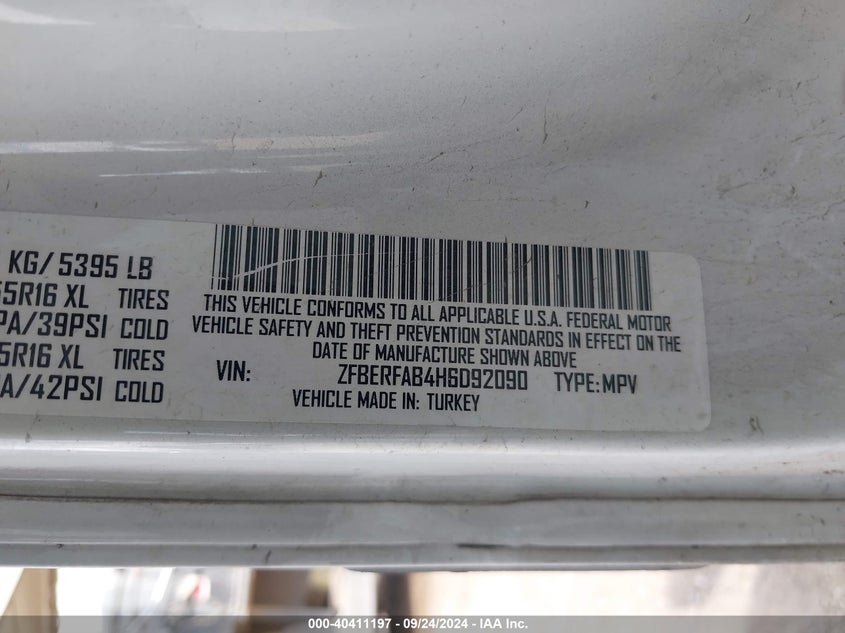 KG/ 5395 LB
55R16 XL TIRES
PA/39PSI COLD
5R16 XL TIRES
A/42PSI COLD
THIS VEHICLE CONFORMS TO ALL APPLICABLE U.S.A. FEDERAL MOTOR
VEHICLE SAFETY AND THEFT PREVENTION STANDARDS IN EFFECT ON THE
DATE OF MANUFACTURE SHOWN ABOVE
VIN: ZFBERFAB4H6D92090 TYPE:MPV
VEHICLE MADE IN: TURKEY
000-40411197 - 09/24/2024 - IAA Inc.